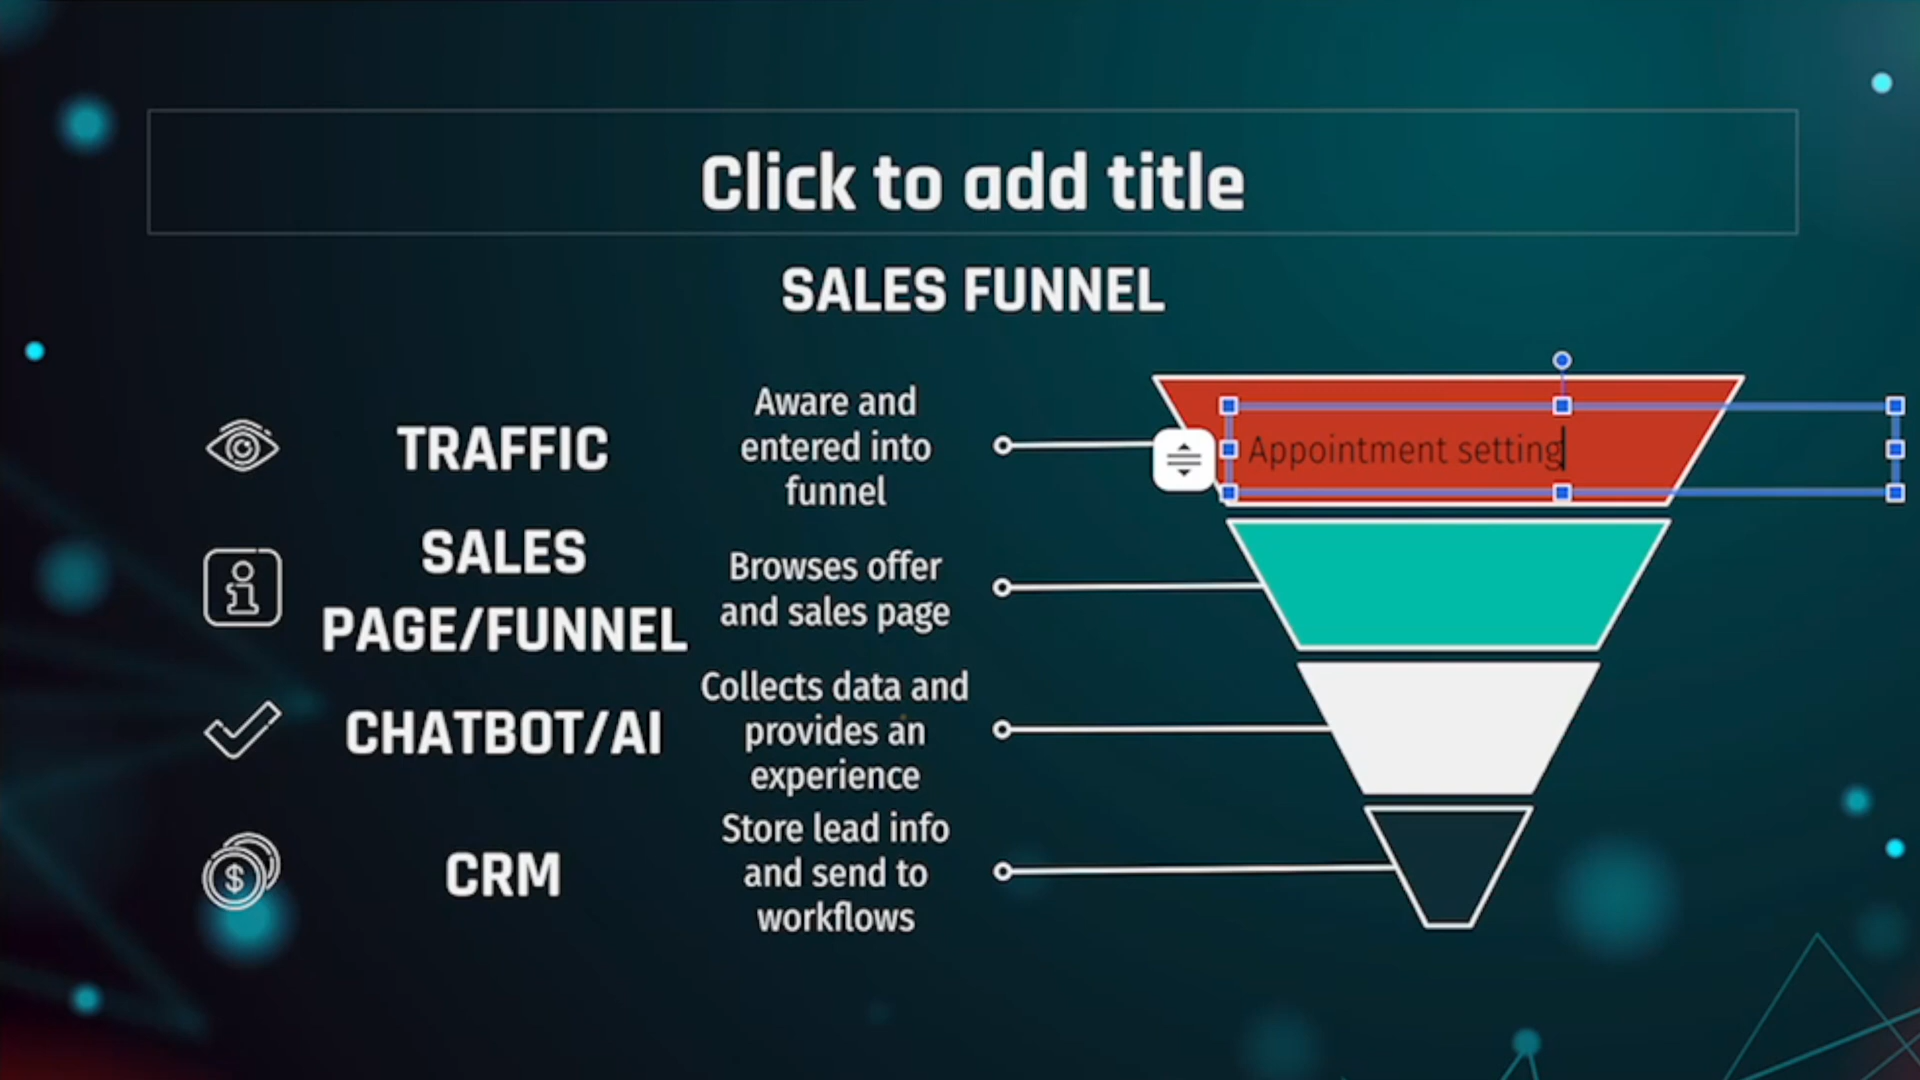 Click to add title
SALES FUNNEL
TRAFFIC
Aware and
entered into
funnel
Appointment setting
SALES
PAGE/FUNNEL
Browses offer
and sales page
CHATBOT/AI
Collects data and
provides an
experience
CRM
Store lead info
and send to
workflows